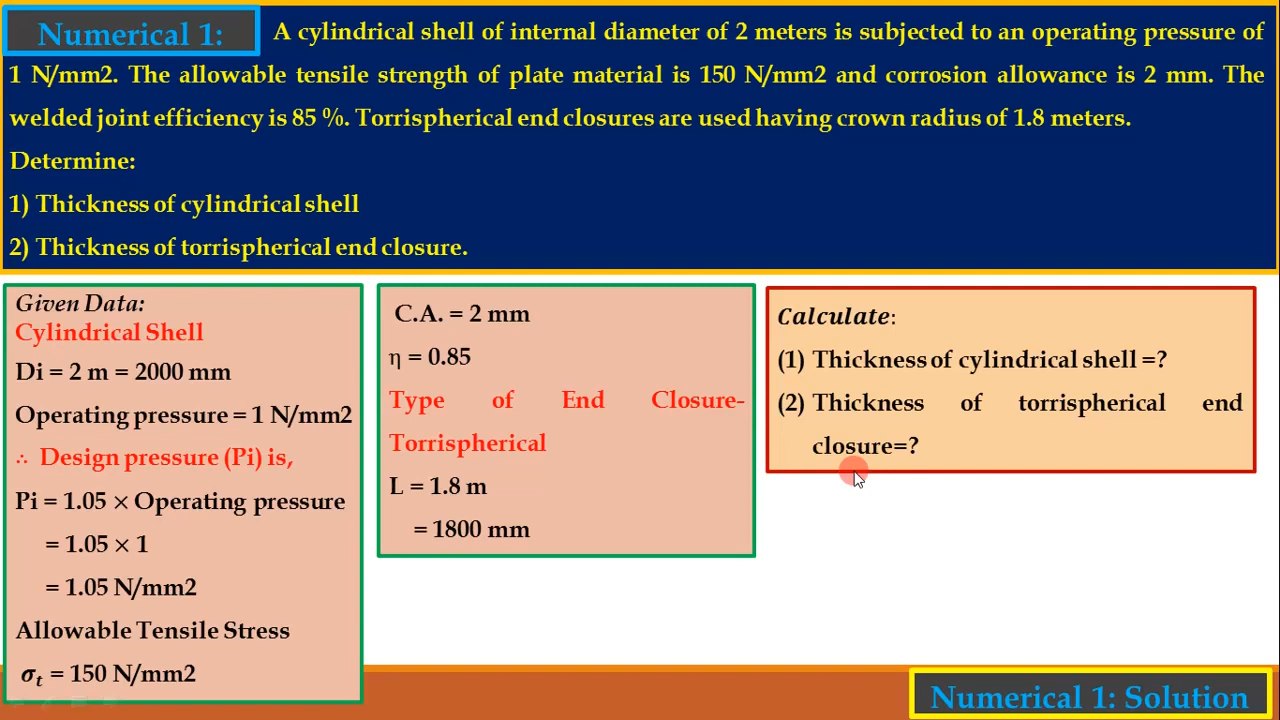 Numerical 1: A cylindrical shell of internal diameter of 2 meters is subjected to an operating pressure of
1 N/mm2. The allowable tensile strength of plate material is 150 N/mm2 and corrosion allowance is 2 mm. The
welded joint efficiency is 85 %. Torrispherical end closures are used having crown radius of 1.8 meters.
Determine:
1) Thickness of cylindrical shell
2) Thickness of torrispherical end closure.
Given Data:
Cylindrical Shell
Di = 2 m = 2000 mm
Operating pressure = 1 N/mm2
∴ Design pressure (Pi) is,
Pi = 1.05 × Operating pressure
= 1.05 × 1
= 1.05 N/mm2
Allowable Tensile Stress
σₜ = 150 N/mm2
C.A. = 2 mm
η = 0.85
Type of End Closure-
Torrispherical
L = 1.8 m
= 1800 mm
Calculate:
(1) Thickness of cylindrical shell =?
(2) Thickness of torrispherical end
closure=?
Numerical 1: Solution